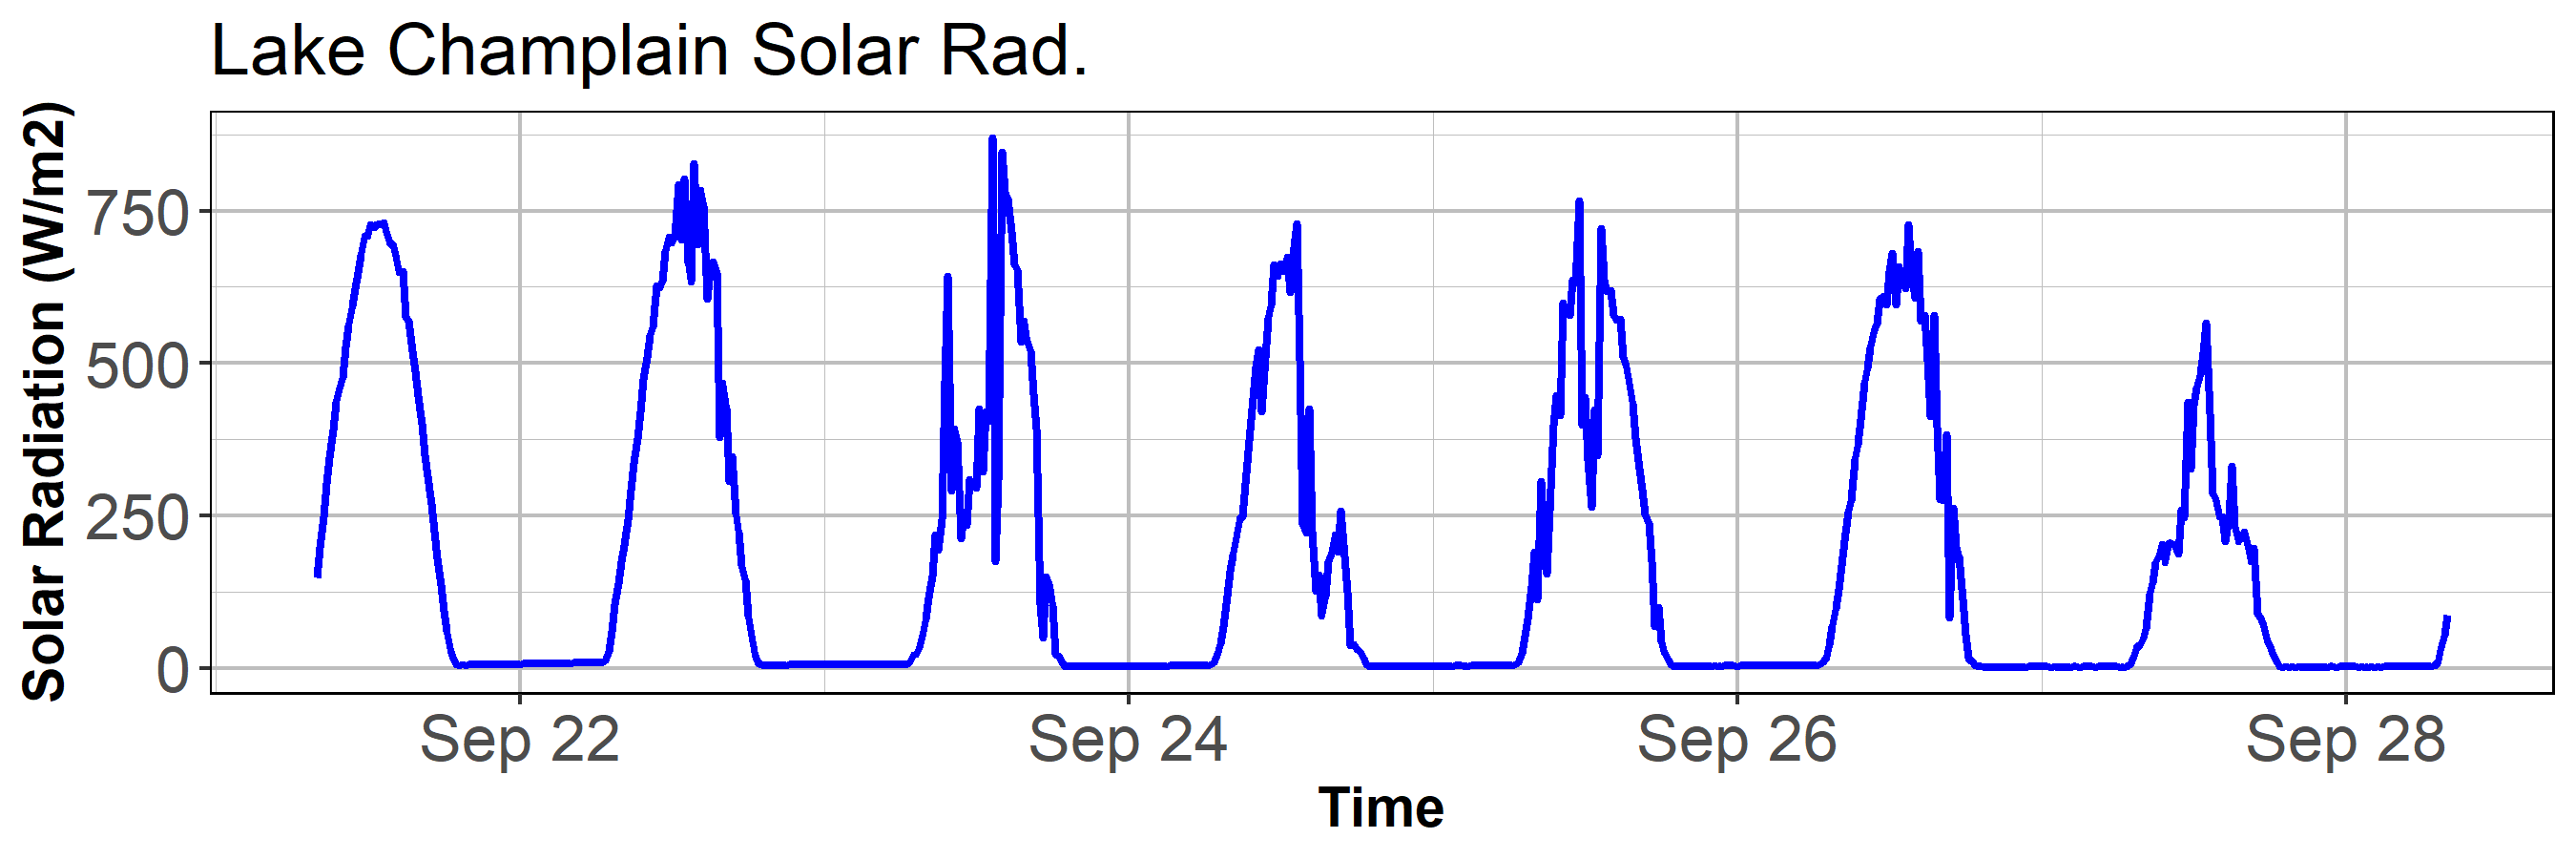 Lake Champlain Solar Rad.
Solar Radiation (W/m2)
750
500
250
0
Sep 22 Sep 24 Sep 26 Sep 28
Time